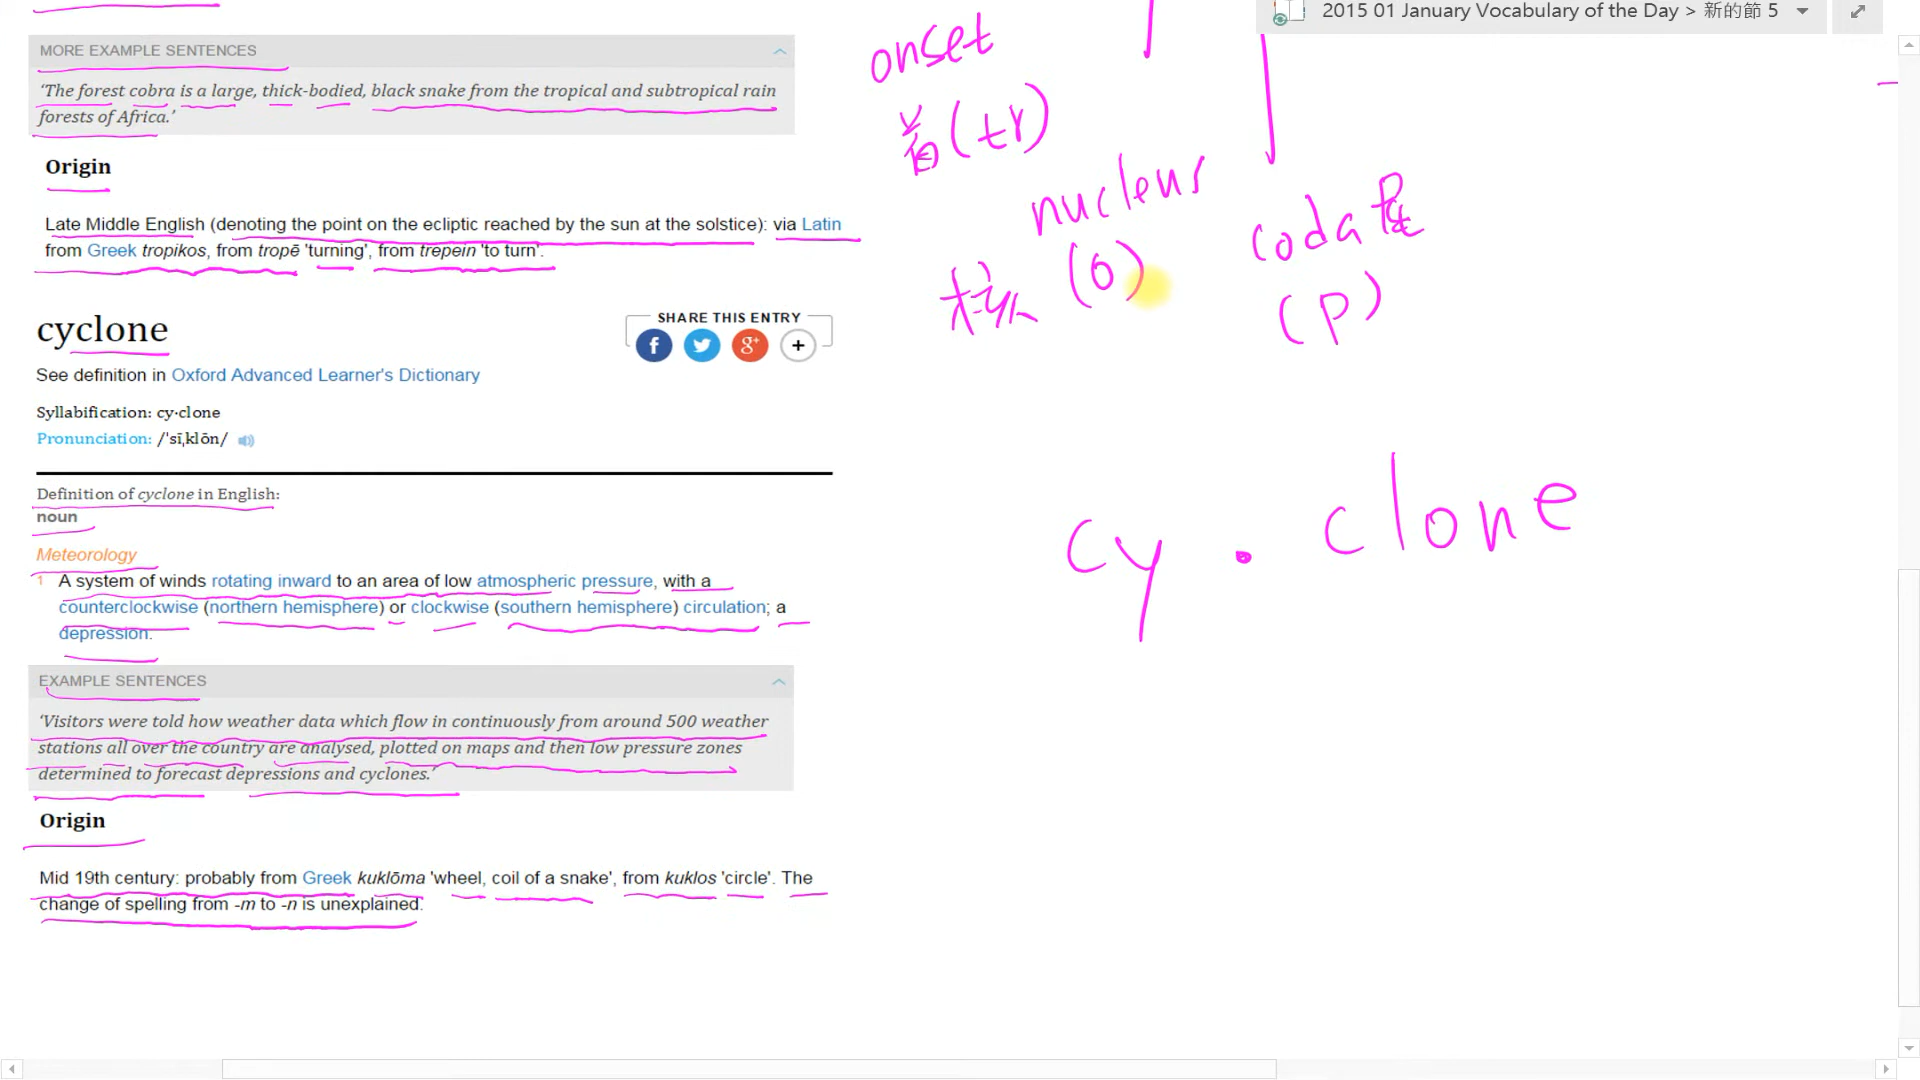 2015 01 January Vocabulary of the Day > 新的節 5
MORE EXAMPLE SENTENCES
‘The forest cobra is a large, thick-bodied, black snake from the tropical and subtropical rain
forests of Africa.’
Origin
Late Middle English (denoting the point on the ecliptic reached by the sun at the solstice): via Latin
from Greek tropikos, from tropē 'turning', from trepein 'to turn'.
cyclone
SHARE THIS ENTRY
See definition in Oxford Advanced Learner's Dictionary
Syllabification: cy·clone
Pronunciation: /ˈsīˌklōn/
Definition of cyclone in English:
noun
Meteorology
1 A system of winds rotating inward to an area of low atmospheric pressure, with a
counterclockwise (northern hemisphere) or clockwise (southern hemisphere) circulation; a
depression.
EXAMPLE SENTENCES
‘Visitors were told how weather data which flow in continuously from around 500 weather
stations all over the country are analysed, plotted on maps and then low pressure zones
determined to forecast depressions and cyclones.’
Origin
Mid 19th century: probably from Greek kuklōma 'wheel, coil of a snake', from kuklos 'circle'. The
change of spelling from -m to -n is unexplained.
onset
首(tr)
nucleus
核 (o)
coda 尾
(p)
cy · clone